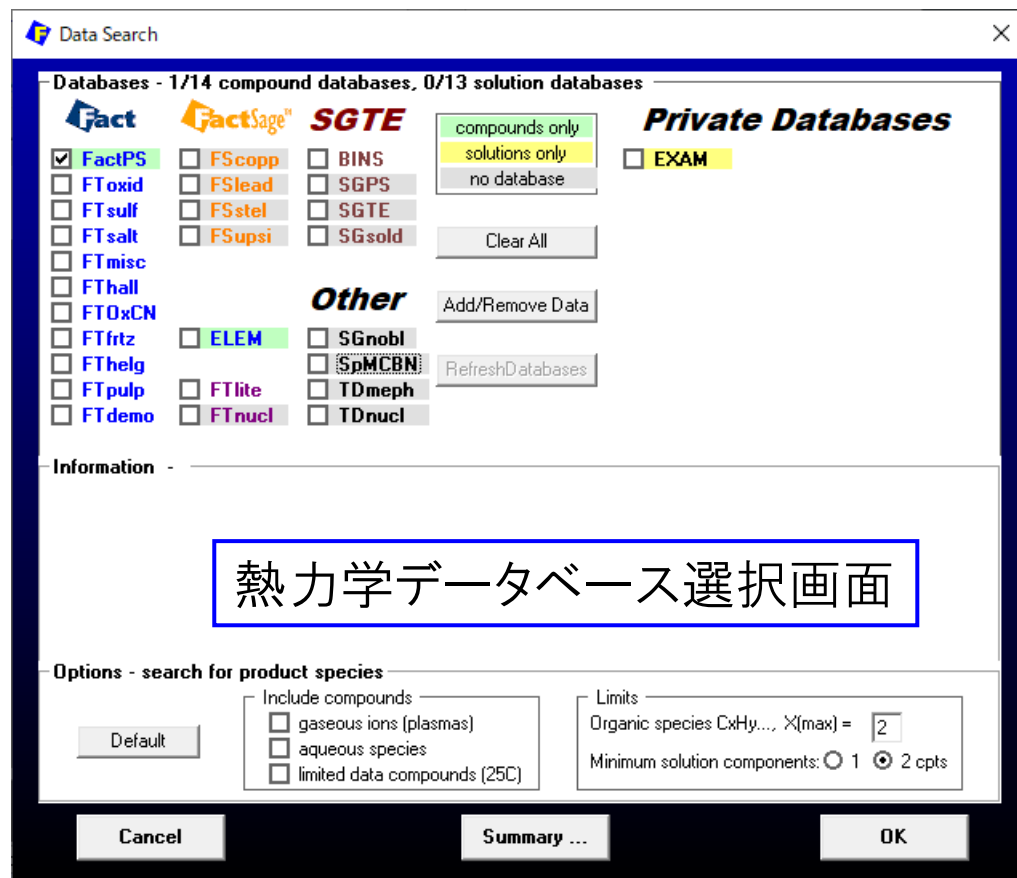 Data Search
Databases - 1/14 compound databases, 0/13 solution databases
Fact FactSage™ SGTE Private Databases
compounds only
solutions only
no database
FactPS FScopp BINS EXAM
FToxid FSlead SGPS
FTsulf FSstel SGTE
FTsalt FSupsi SGsold Clear All
FTmisc
FThall Other
FTOxCN Add/Remove Data
FTfrtz ELEM SGnobl
FThelg SpMCBN RefreshDatabases
FTpulp FTlite TDmeph
FTdemo FTnucl TDnucl
Information -
熱力学データベース選択画面
Options - search for product species
Default
Include compounds
gaseous ions (plasmas)
aqueous species
limited data compounds (25C)
Limits
Organic species CxHy..., X(max) = 2
Minimum solution components: 1 2 cpts
Cancel Summary ... OK